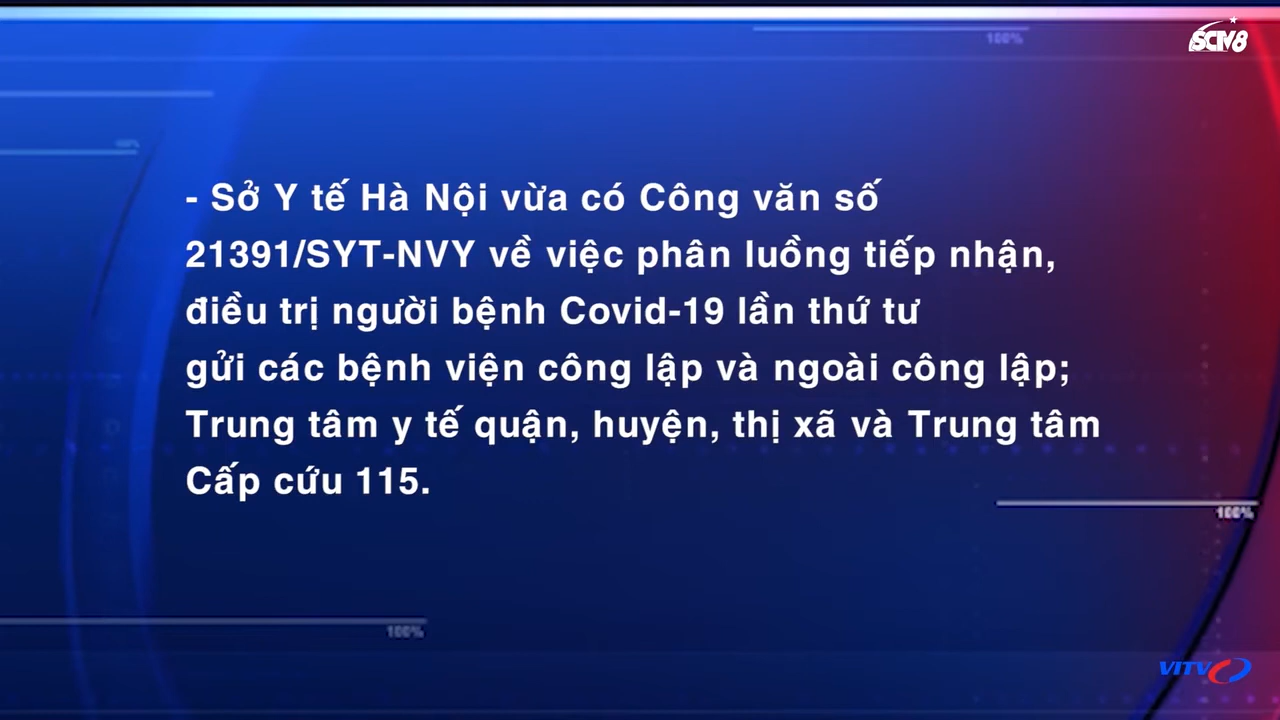 SCTV8
100%
- Sở Y tế Hà Nội vừa có Công văn số
21391/SYT-NVY về việc phân luồng tiếp nhận,
điều trị người bệnh Covid-19 lần thứ tư
gửi các bệnh viện công lập và ngoài công lập;
Trung tâm y tế quận, huyện, thị xã và Trung tâm
Cấp cứu 115.
100%
100%
VITV